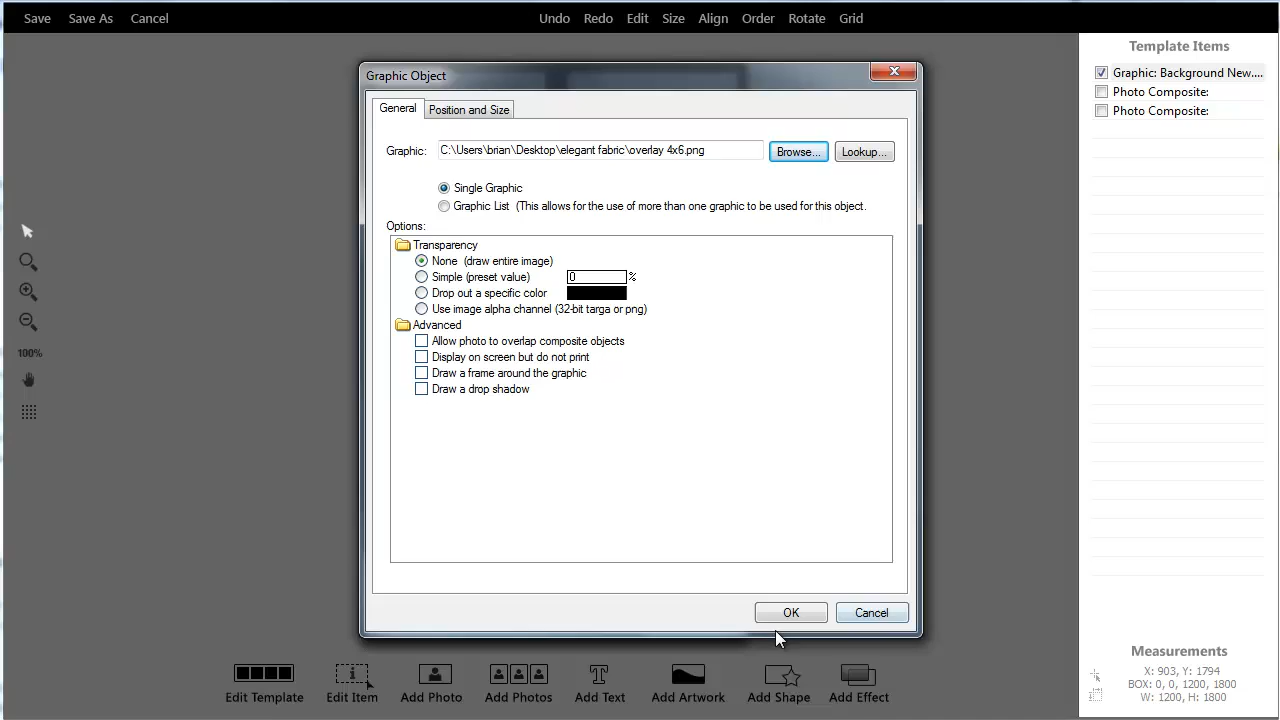 Save Save As Cancel Undo Redo Edit Size Align Order Rotate Grid
Template Items
Graphic: Background New....
Photo Composite:
Photo Composite:
Graphic Object
General Position and Size
Graphic: C:\Users\brian\Desktop\elegant fabric\overlay 4x6.png Browse... Lookup...
Single Graphic
Graphic List (This allows for the use of more than one graphic to be used for this object.
Options:
Transparency
None (draw entire image)
Simple (preset value) 0 %
Drop out a specific color
Use image alpha channel (32-bit targa or png)
Advanced
Allow photo to overlap composite objects
Display on screen but do not print
Draw a frame around the graphic
Draw a drop shadow
100%
OK Cancel
Edit Template Edit Item Add Photo Add Photos Add Text Add Artwork Add Shape Add Effect
Measurements
X: 903, Y: 1794
BOX: 0, 0, 1200, 1800
W: 1200, H: 1800